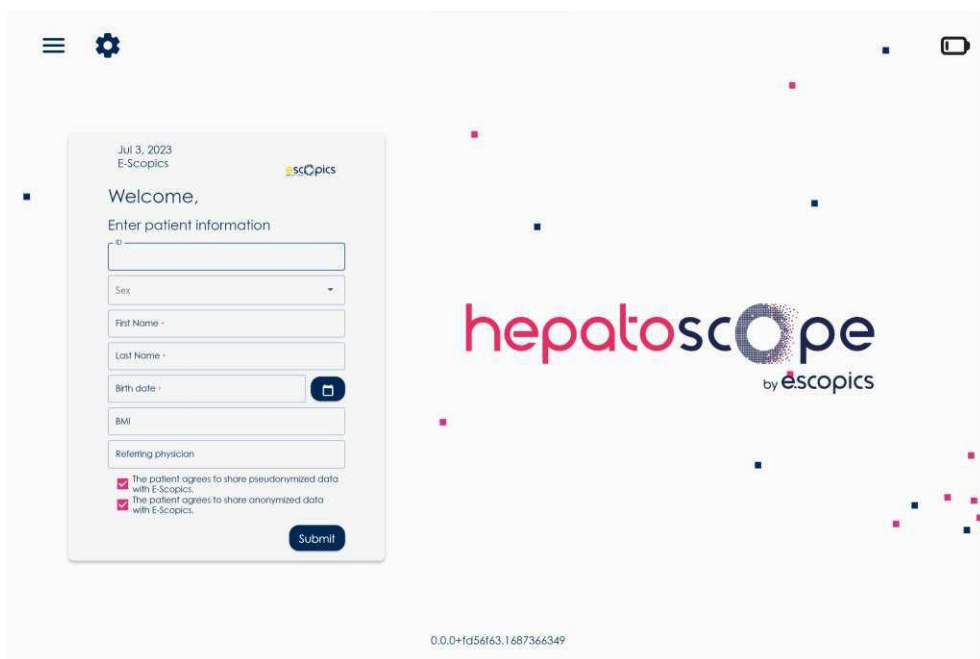 Jul 3, 2023
E-Scopics
escopics
Welcome,
Enter patient information
ID
Sex
First Name *
Last Name *
Birth date *
BMI
Referring physician
The patient agrees to share pseudonymized data
with E-Scopics.
The patient agrees to share anonymized data
with E-Scopics.
Submit
hepatoscope
by e.scopics
0.0.0+fd56f63.1687366349